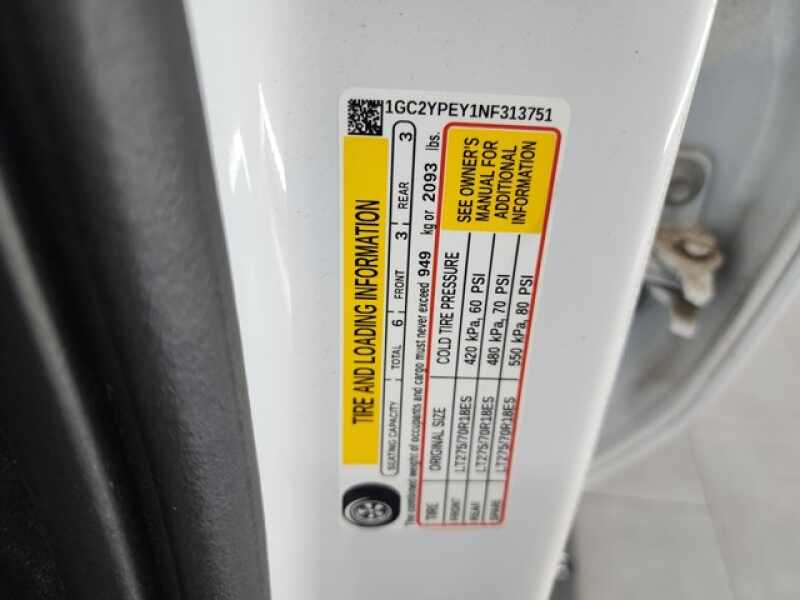 1GC2YPEY1NF313751
TIRE AND LOADING INFORMATION
SEATING CAPACITY TOTAL 6 FRONT 3 REAR 3
The combined weight of occupants and cargo must never exceed 949 kg or 2093 lbs.
TIRE ORIGINAL SIZE COLD TIRE PRESSURE
FRONT LT275/70R18ES 420 kPa, 60 PSI
REAR LT275/70R18ES 480 kPa, 70 PSI
SPARE LT275/70R18ES 550 kPa, 80 PSI
SEE OWNER'S
MANUAL FOR
ADDITIONAL
INFORMATION